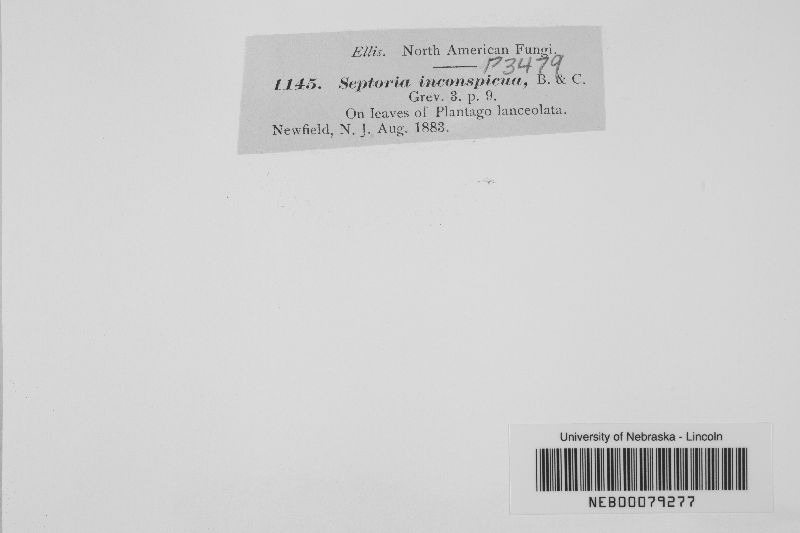 Ellis. North American Fungi.
P3479
1145. Septoria inconspicua, B. & C.
Grev. 3. p. 9.
On leaves of Plantago lanceolata.
Newfield, N. J. Aug. 1883.
University of Nebraska - Lincoln
NEB00079277